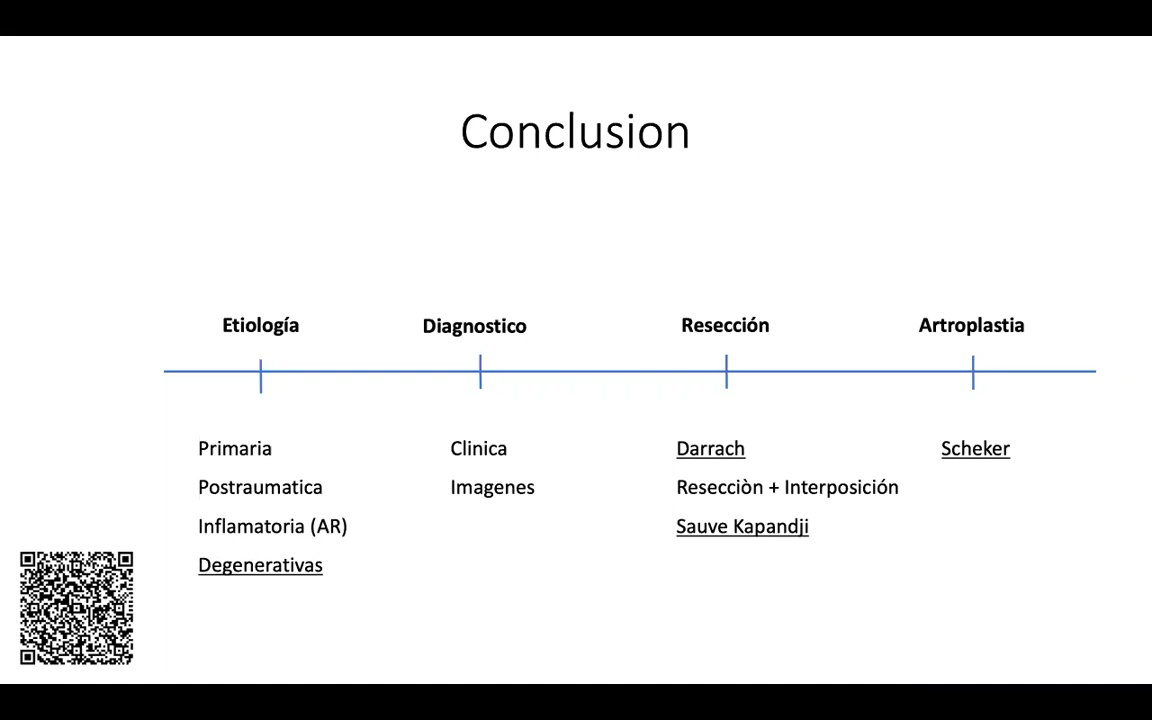 Conclusion
Etiología
Diagnostico
Resección
Artroplastia
Primaria
Postraumatica
Inflamatoria (AR)
Degenerativas
Clinica
Imagenes
Darrach
Resecciòn + Interposición
Sauve Kapandji
Scheker